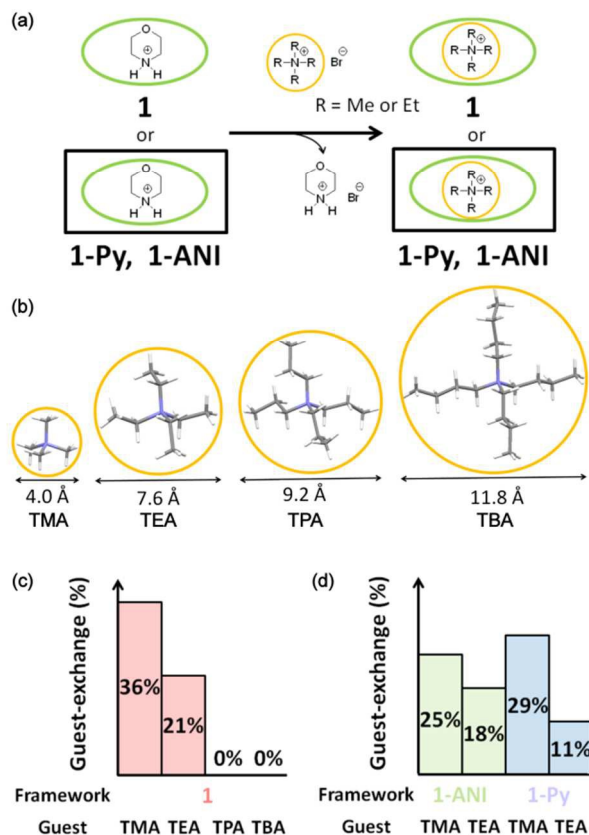 (a)
O
N
H H
⊕
R
R-N-R
R
⊕
Br⊖
R
R-N-R
R
⊕
1
R = Me or Et
1
or
or
O
N
H H
⊕
O
N
H H
⊕
Br⊖
R
R-N-R
R
⊕
1-Py, 1-ANI
1-Py, 1-ANI
(b)
4.0 Å
7.6 Å
9.2 Å
11.8 Å
TMA
TEA
TPA
TBA
(c)
Guest-exchange (%)
36%
21%
0% 0%
Framework 1
Guest TMA TEA TPA TBA
(d)
Guest-exchange (%)
25%
18%
29%
11%
Framework 1-ANI 1-Py
Guest TMA TEA TMA TEA